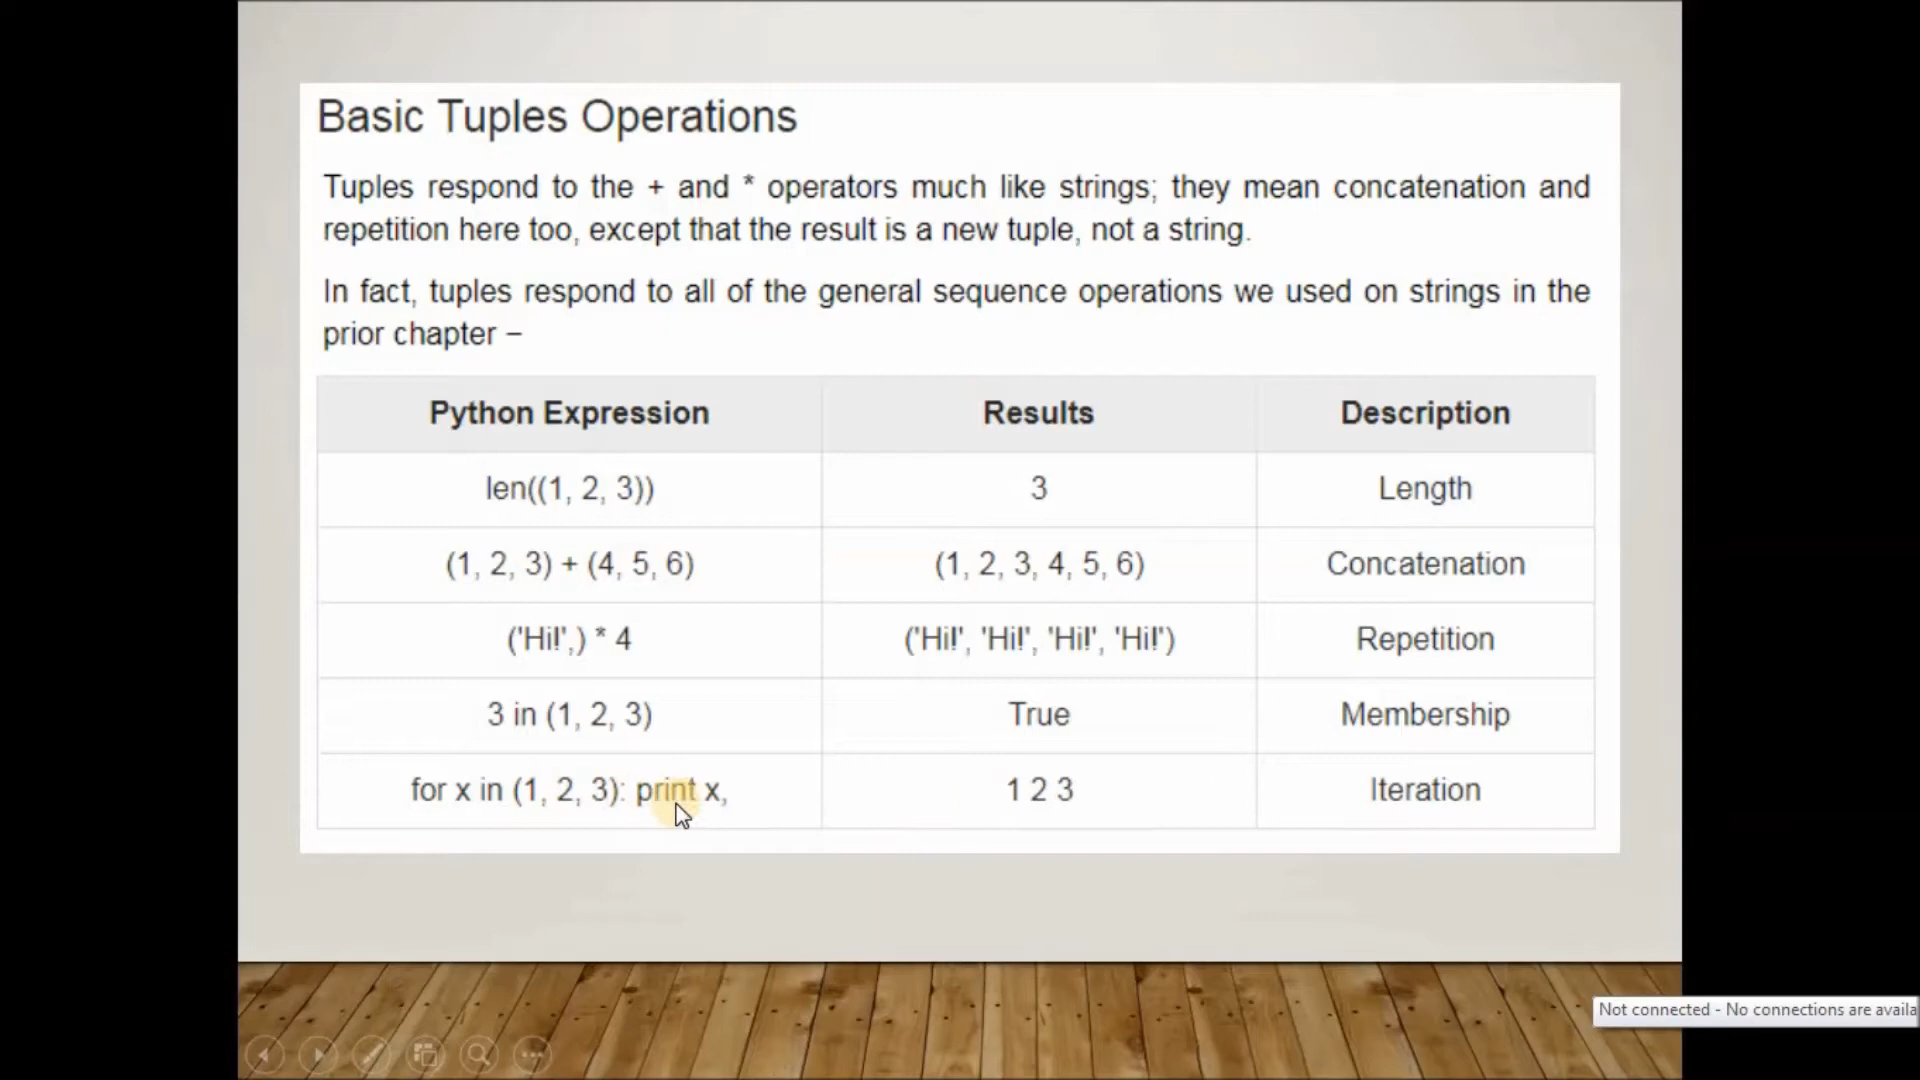 Basic Tuples Operations
Tuples respond to the + and * operators much like strings; they mean concatenation and
repetition here too, except that the result is a new tuple, not a string.
In fact, tuples respond to all of the general sequence operations we used on strings in the
prior chapter –
Python Expression Results Description
len((1, 2, 3)) 3 Length
(1, 2, 3) + (4, 5, 6) (1, 2, 3, 4, 5, 6) Concatenation
('Hi!',) * 4 ('Hi!', 'Hi!', 'Hi!', 'Hi!') Repetition
3 in (1, 2, 3) True Membership
for x in (1, 2, 3): print x, 1 2 3 Iteration
Not connected - No connections are availa